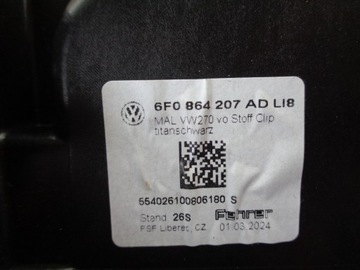 6F0 864 207 AD LI8
MAL VW270 vo Stoff Clip
titanschwarz
554026100806180 S
Stand 26S
Fehrer
FSF Liberec, CZ
01.03.2024